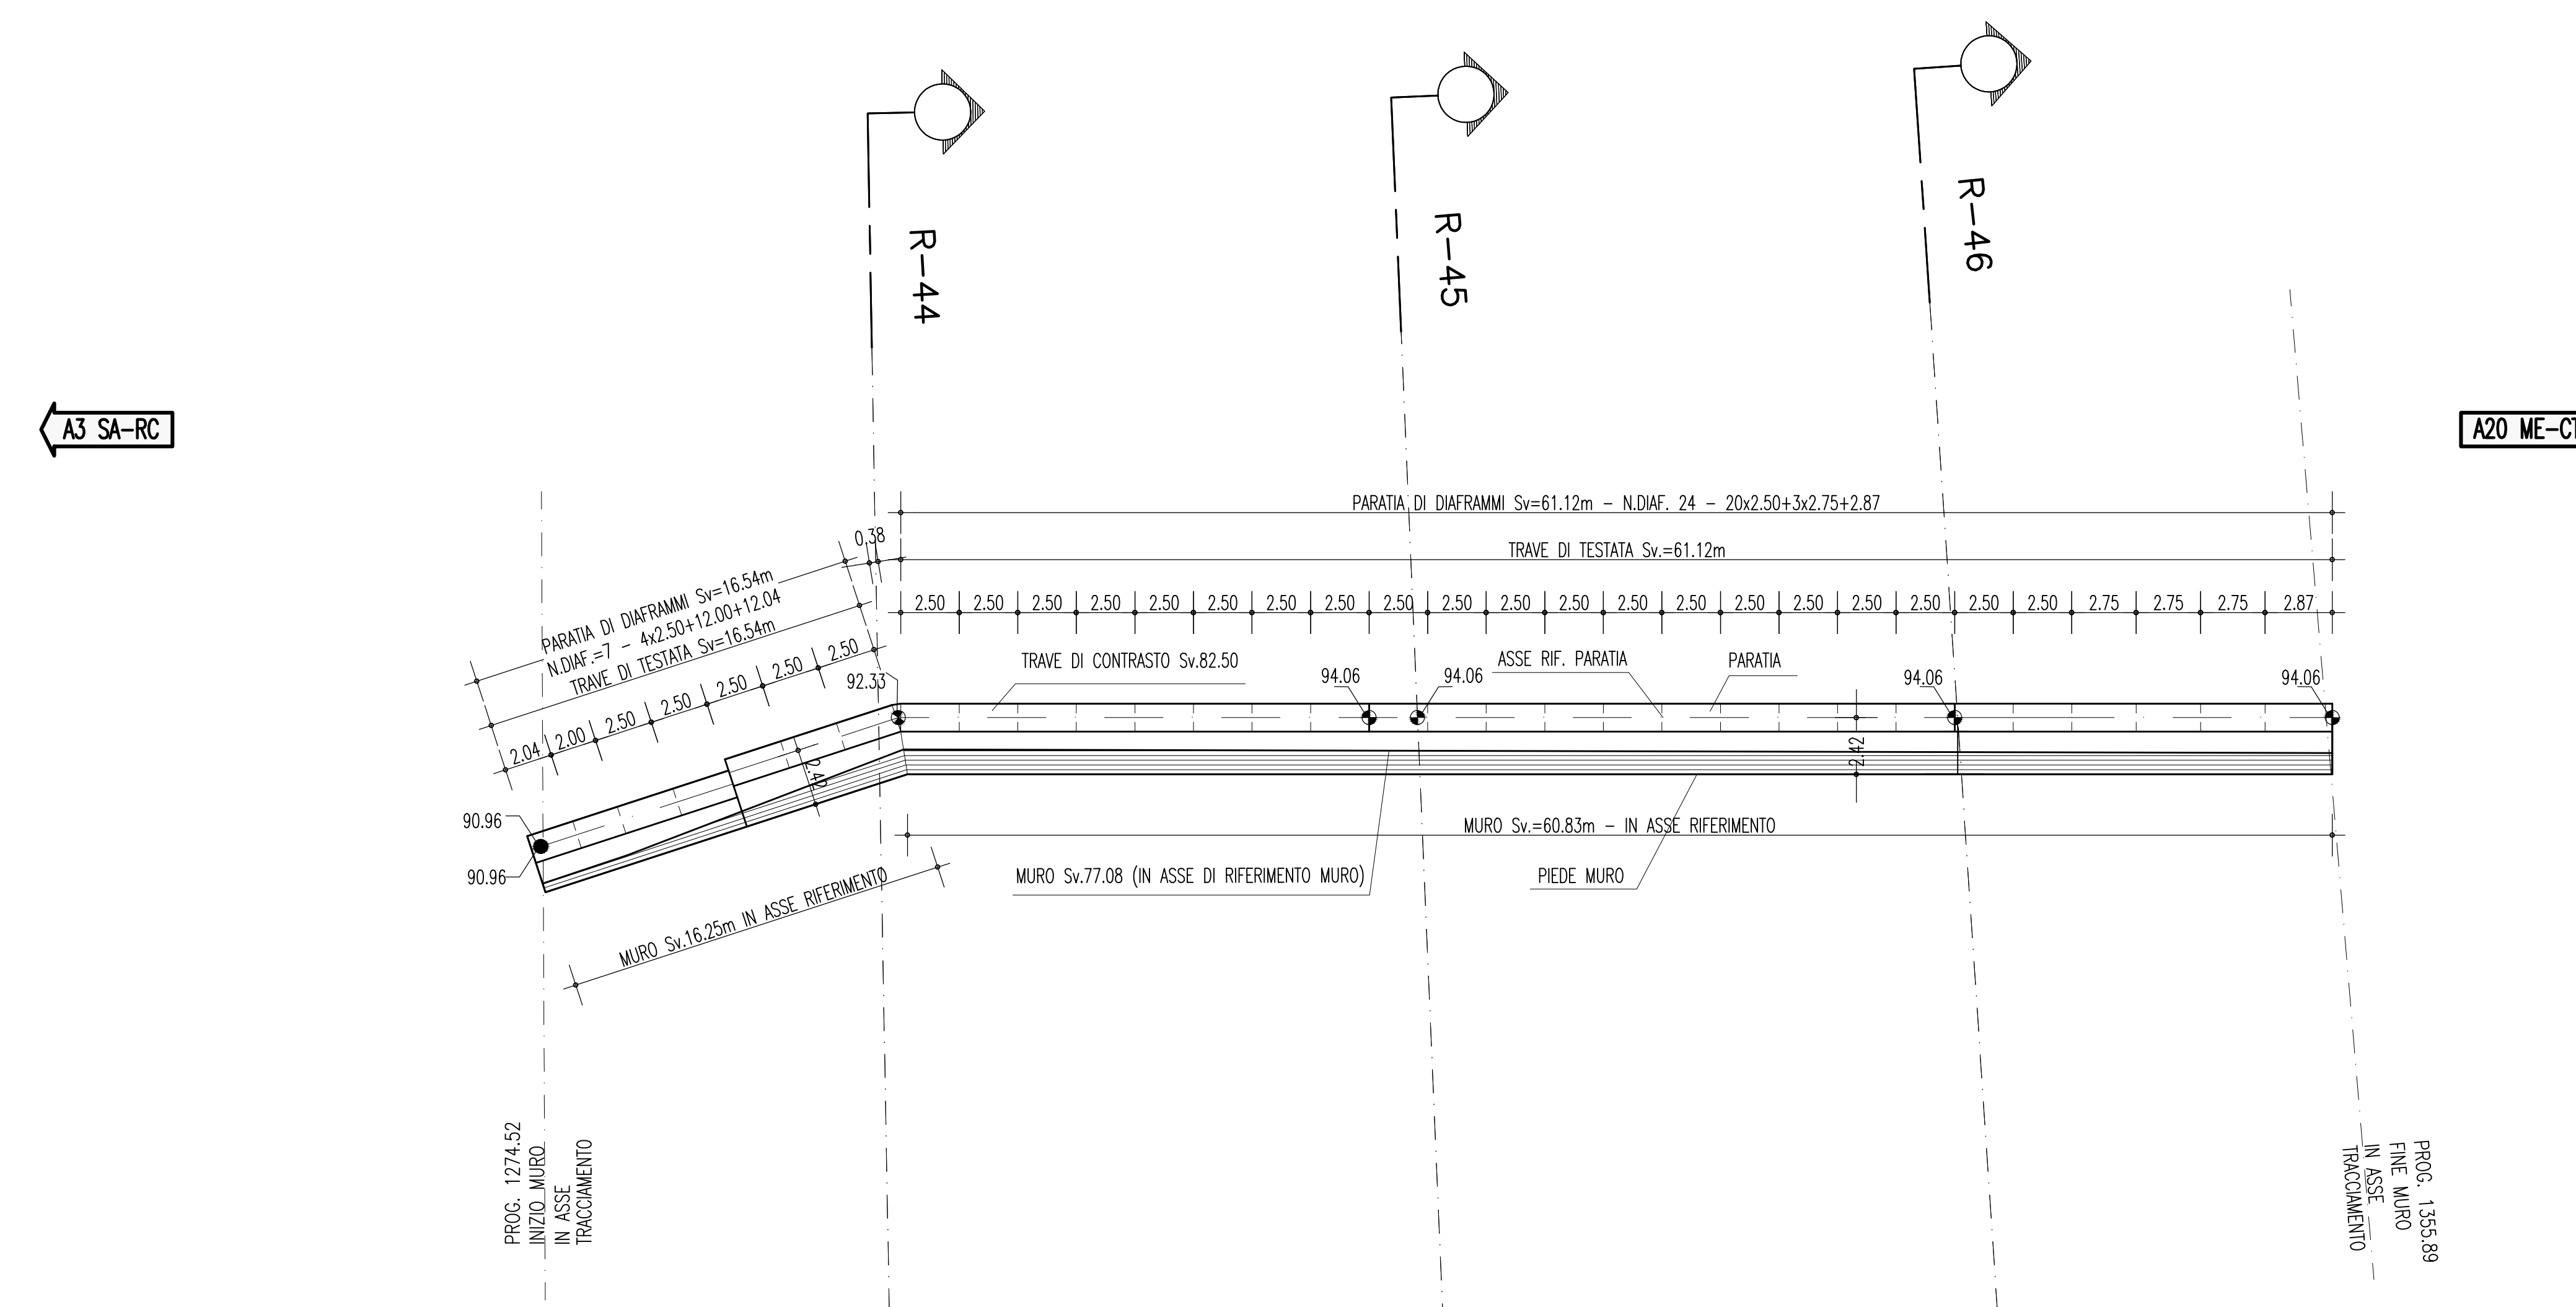 R-44
R-45
R-46
A3 SA-RC
A20 ME-CT
PARATIA DI DIAFRAMMI Sv=61.12m - N.DIAF. 24 - 20x2.50+3x2.75+2.87
TRAVE DI TESTATA Sv.=61.12m
0.38
2.50 2.50 2.50 2.50 2.50 2.50 2.50 2.50 2.50 2.50 2.50 2.50 2.50 2.50 2.50 2.50 2.50 2.50 2.50 2.50 2.75 2.75 2.75 2.87
PARATIA DI DIAFRAMMI Sv=16.54m
N.DIAF.=7 - 4x2.50+12.00+12.04
TRAVE DI TESTATA Sv=16.54m
2.04 2.00 2.50 2.50 2.50 2.50 2.50
TRAVE DI CONTRASTO Sv.82.50
ASSE RIF. PARATIA
PARATIA
92.33
94.06
94.06
94.06
94.06
2.42
2.42
90.96
90.96
MURO Sv.=60.83m - IN ASSE RIFERIMENTO
MURO Sv.77.08 (IN ASSE DI RIFERIMENTO MURO)
PIEDE MURO
MURO Sv.16.25m IN ASSE RIFERIMENTO
PROG. 1274.52
INIZIO MURO
IN ASSE
TRACCIAMENTO
PROG. 1355.89
FINE MURO
IN ASSE
TRACCIAMENTO